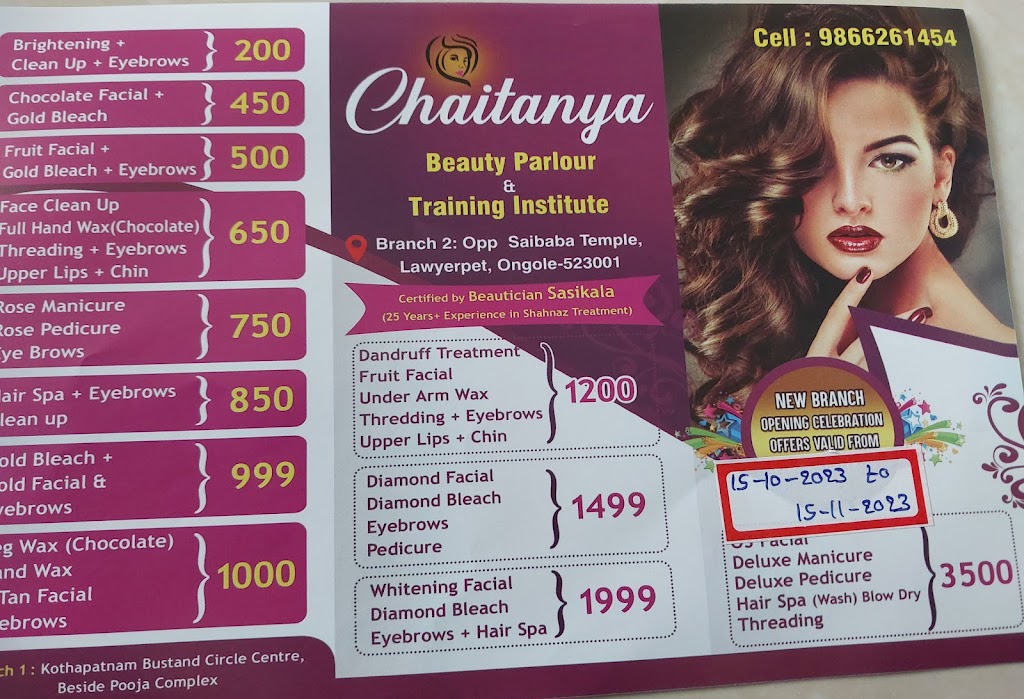 Brightening +
Clean Up + Eyebrows
200
Chocolate Facial +
Gold Bleach
450
Fruit Facial +
Gold Bleach + Eyebrows
500
Face Clean Up
Full Hand Wax(Chocolate)
Threading + Eyebrows
Upper Lips + Chin
650
Rose Manicure
Rose Pedicure
Eye Brows
750
Hair Spa + Eyebrows
lean up
850
old Bleach +
old Facial &
yebrows
999
eg Wax (Chocolate)
and Wax
Tan Facial
ebrows
1000
ch 1 : Kothapatnam Bustand Circle Centre,
Beside Pooja Complex
Chaitanya
Beauty Parlour
&
Training Institute
Branch 2: Opp Saibaba Temple,
Lawyerpet, Ongole-523001
Certified by Beautician Sasikala
(25 Years+ Experience in Shahnaz Treatment)
Dandruff Treatment
Fruit Facial
Under Arm Wax
Thredding + Eyebrows
Upper Lips + Chin
1200
Diamond Facial
Diamond Bleach
Eyebrows
Pedicure
1499
Whitening Facial
Diamond Bleach
Eyebrows + Hair Spa
1999
Cell : 9866261454
NEW BRANCH
OPENING CELEBRATION
OFFERS VALID FROM
15-10-2023 to
15-11-2023
Facial
Deluxe Manicure
Deluxe Pedicure
Hair Spa (Wash) Blow Dry
Threading
3500